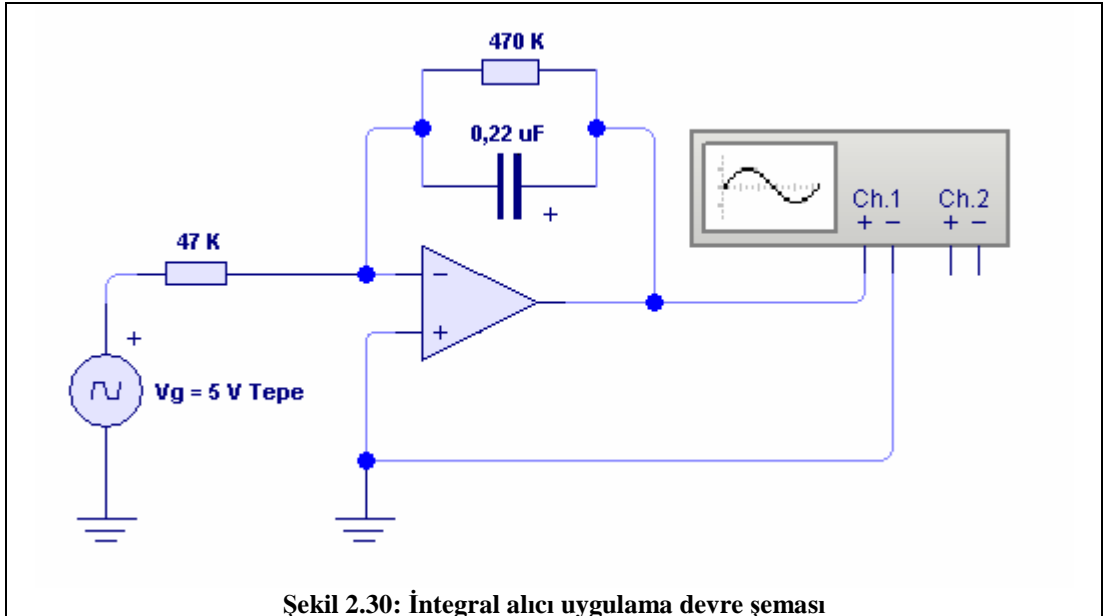 470 K
0,22 uF
+
Ch.1 Ch.2
+ − + −
47 K
−
+
+
Vg = 5 V Tepe
Şekil 2.30: İntegral alıcı uygulama devre şeması